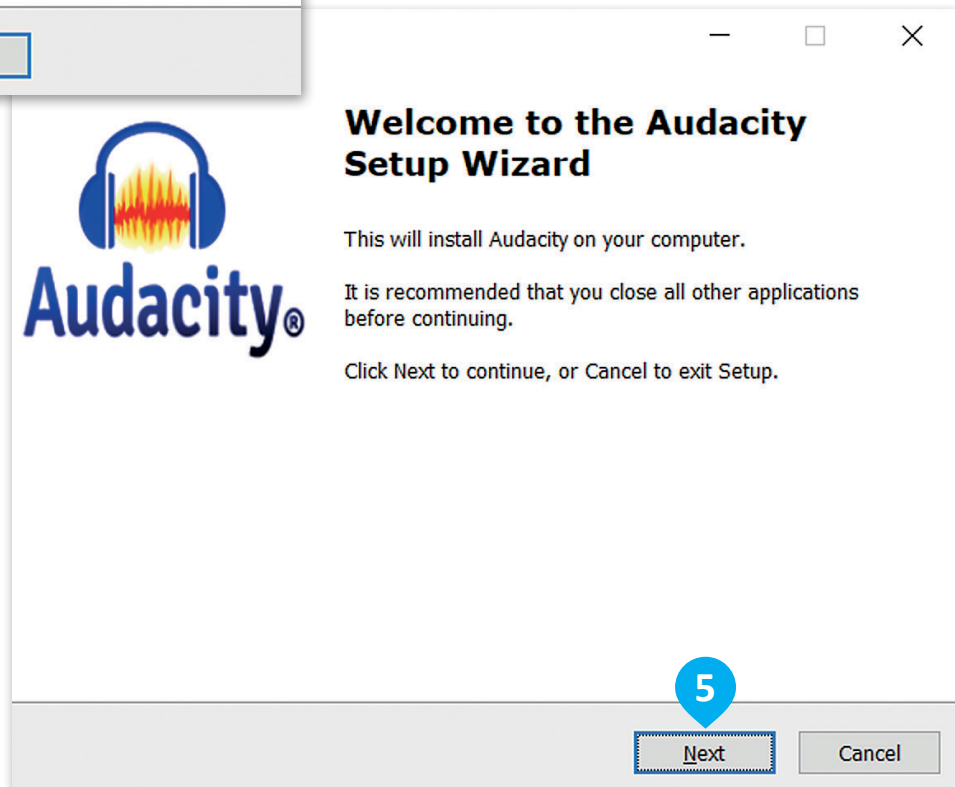 Welcome to the Audacity
Setup Wizard
Audacity®
This will install Audacity on your computer.
It is recommended that you close all other applications
before continuing.
Click Next to continue, or Cancel to exit Setup.
5
Next
Cancel